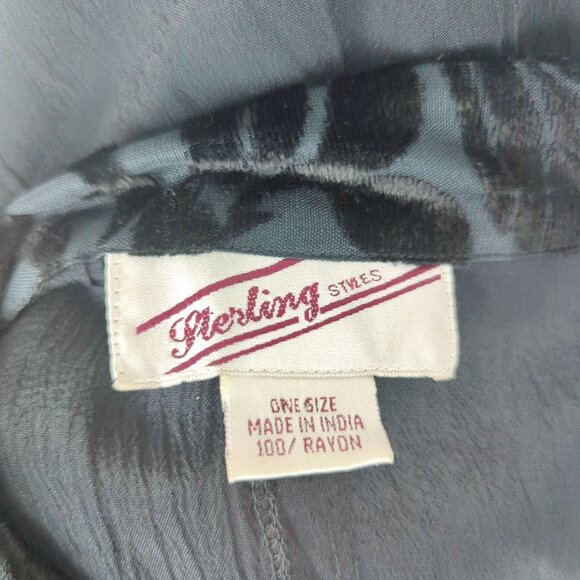 Sterling STYLES
ONE SIZE
MADE IN INDIA
100/ RAYON